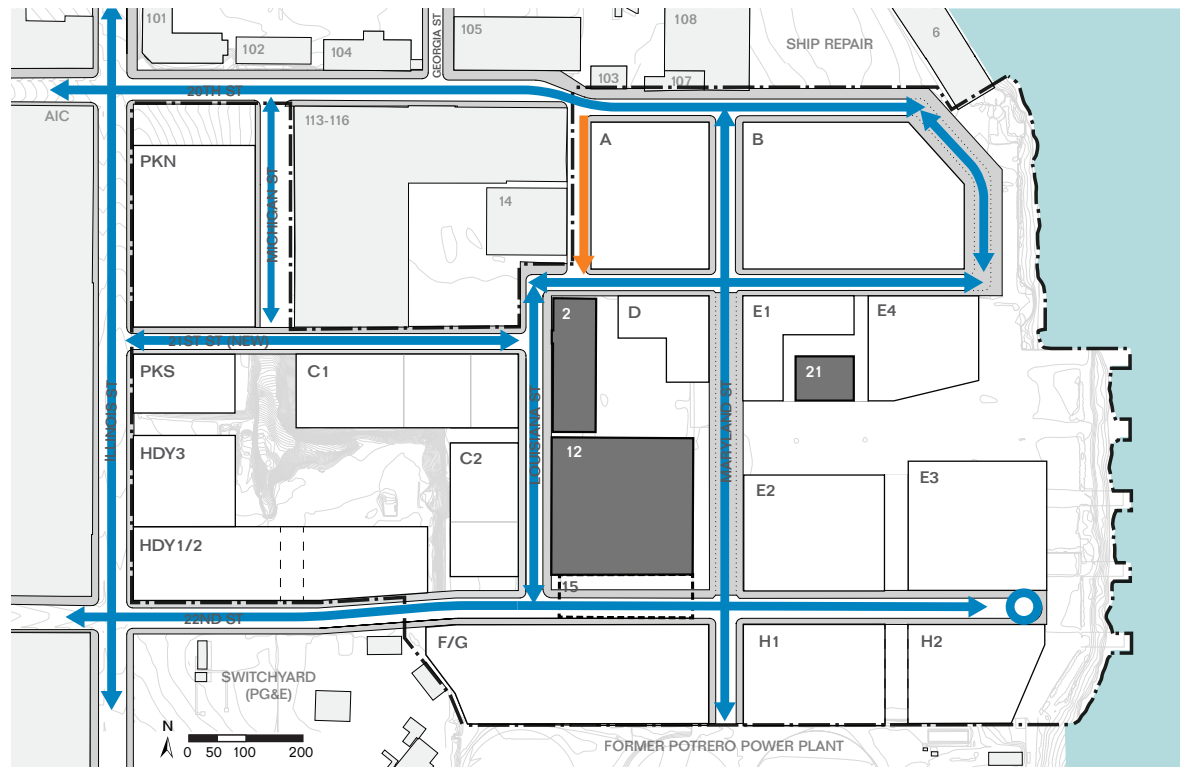 101
102
104
GEORGIA ST
105
108
103
107
SHIP REPAIR
6
20TH ST
AIC
PKN
MICHIGAN ST
113-116
14
A
B
21ST ST (NEW)
2
D
E1
E4
21
PKS
C1
ILLINOIS ST
LOUISIANA ST
MARYLAND ST
HDY3
C2
12
E2
E3
HDY1/2
15
22ND ST
F/G
H1
H2
SWITCHYARD
(PG&E)
N
0 50 100 200
FORMER POTRERO POWER PLANT